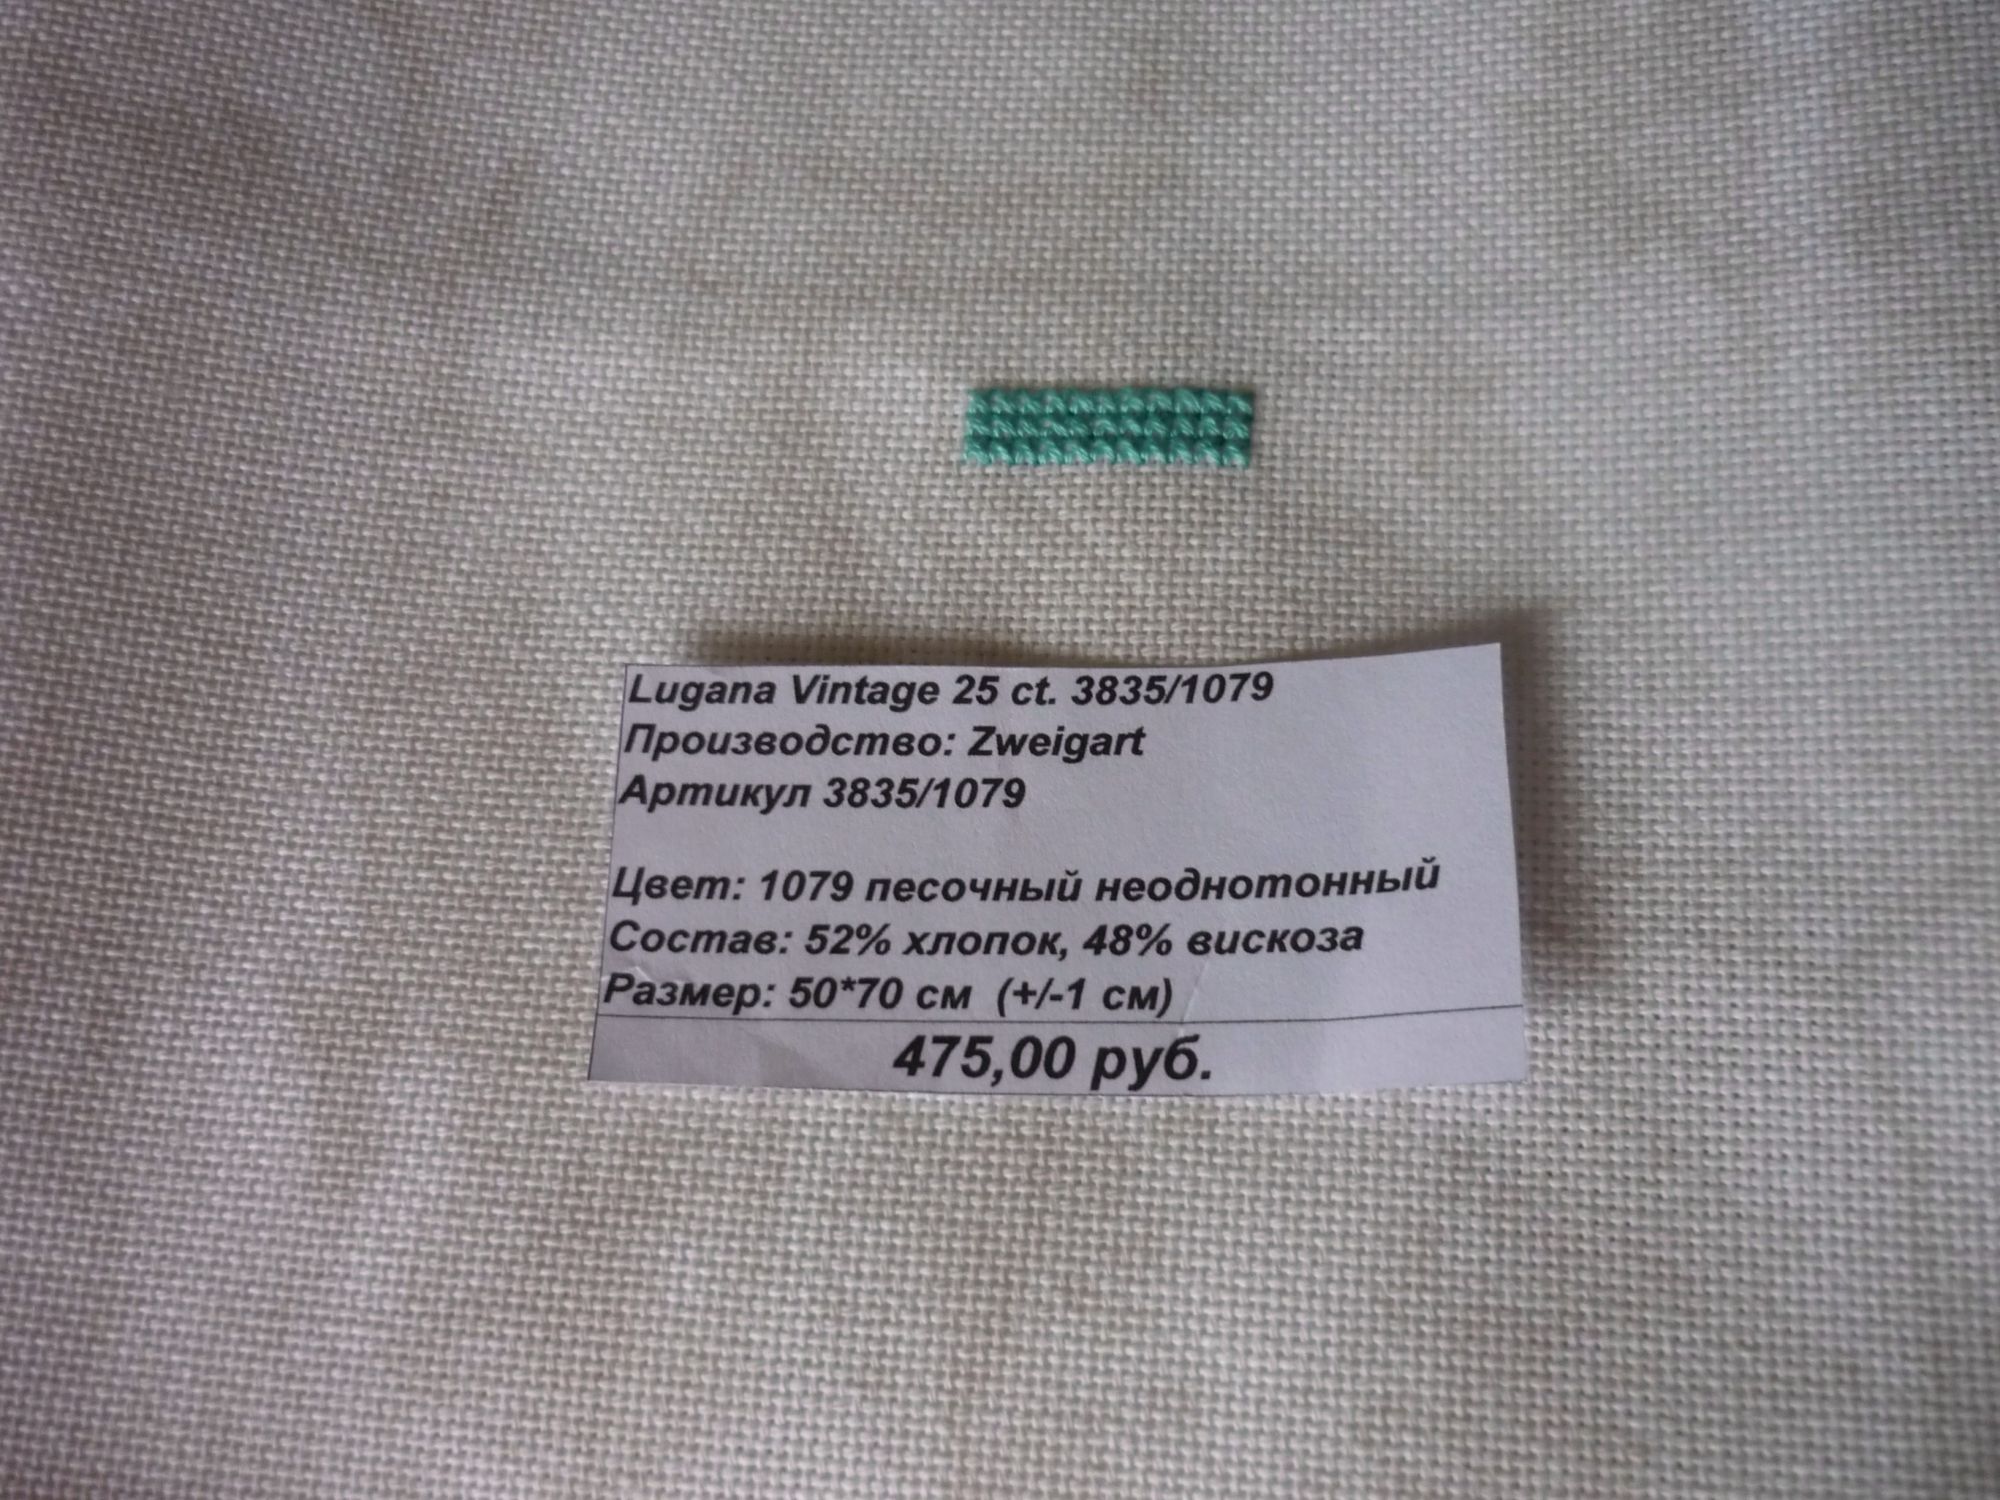 Lugana Vintage 25 ct. 3835/1079
Производство: Zweigart
Артикул 3835/1079
Цвет: 1079 песочный неоднотонный
Состав: 52% хлопок, 48% вискоза
Размер: 50*70 см (+/-1 см)
475,00 руб.